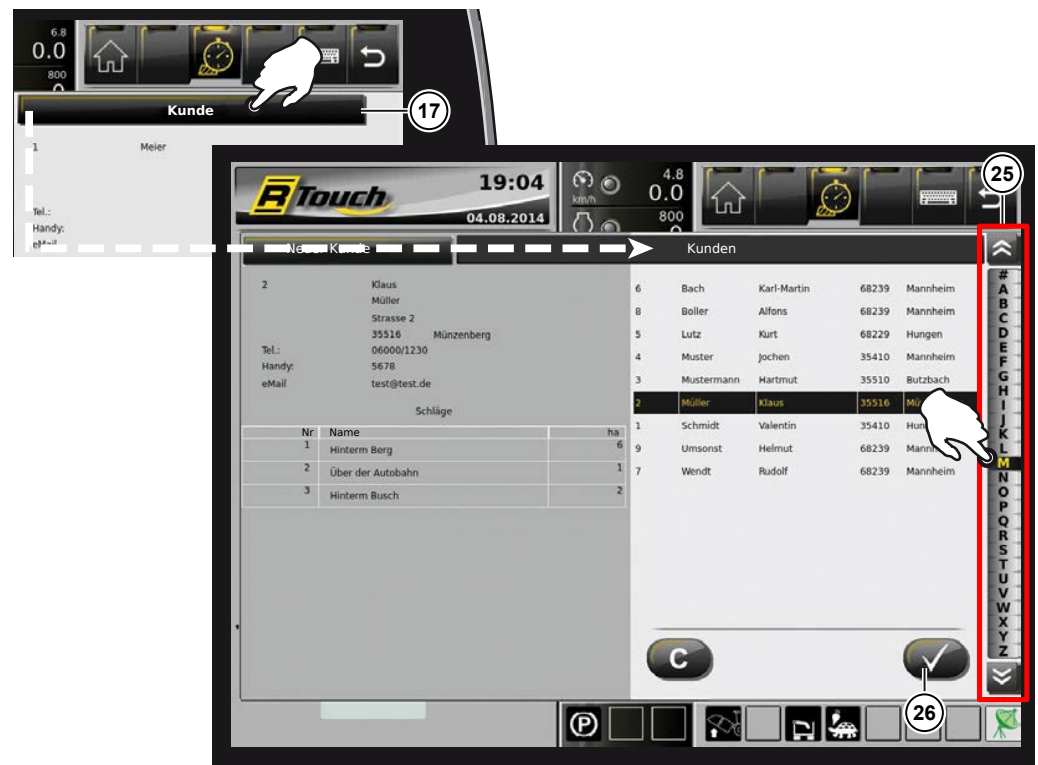 6.8
0.0
800
Kunde
17
1 Meier
Tel.:
Handy:
eMail
25
R Touch
19:04
04.08.2014
km/h
4.8
0.0
800
Neuer Kunde
Kunden
2 Klaus
Müller
Strasse 2
35516 Münzenberg
Tel.: 06000/1230
Handy: 5678
eMail test@test.de
Schläge
Nr Name ha
1 Hinterm Berg 6
2 Über der Autobahn 1
3 Hinterm Busch 2
6 Bach Karl-Martin 68239 Mannheim
8 Boller Alfons 68239 Mannheim
5 Lutz Kurt 68229 Hungen
4 Muster Jochen 35410 Mannheim
3 Mustermann Hartmut 35510 Butzbach
2 Müller Klaus 35516
1 Schmidt Valentin 35410
9 Umsonst Helmut 68239
7 Wendt Rudolf 68239 Mannheim
#
A
B
C
D
E
F
G
H
I
J
K
L
M
N
O
P
Q
R
S
T
U
V
W
X
Y
Z
C
26
P